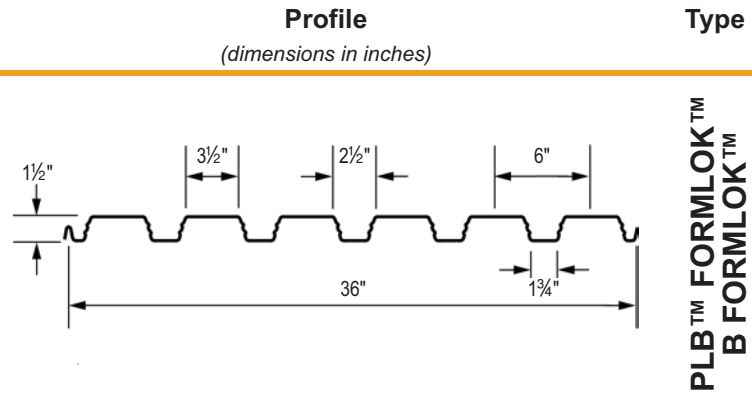 Profile
Type
(dimensions in inches)
3½"
2½"
6"
1½"
1¾"
36"
PLB™ FORMLOK™
B FORMLOK™